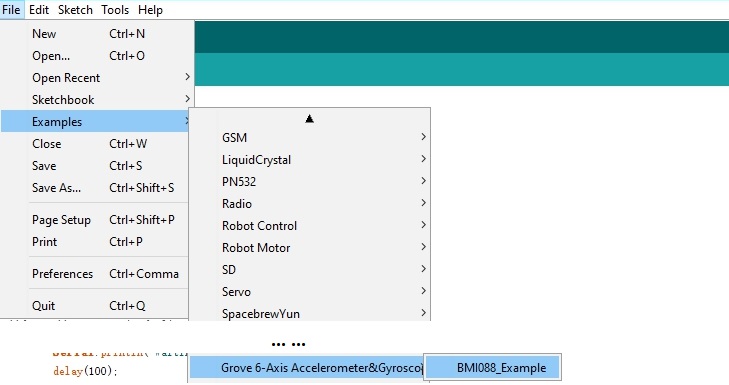 File Edit Sketch Tools Help
New Ctrl+N
Open... Ctrl+O
Open Recent
Sketchbook
Examples
Close Ctrl+W
Save Ctrl+S
Save As... Ctrl+Shift+S
Page Setup Ctrl+Shift+P
Print Ctrl+P
Preferences Ctrl+Comma
Quit Ctrl+Q
GSM
LiquidCrystal
PN532
Radio
Robot Control
Robot Motor
SD
Servo
SpacebrewYun
... ...
Serial.println(
delay(100);
Grove 6-Axis Accelerometer&Gyrosco
BMI088_Example